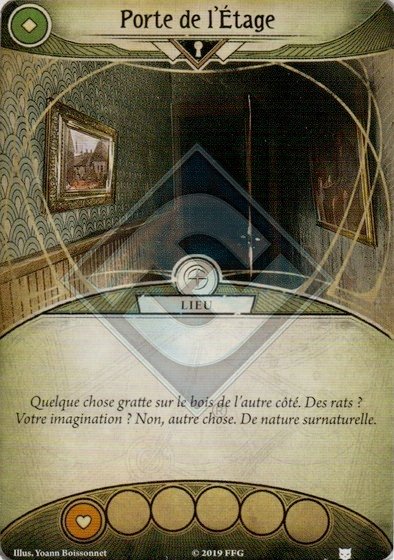 Porte de l'Étage
LIEU
Quelque chose gratte sur le bois de l'autre côté. Des rats ?
Votre imagination ? Non, autre chose. De nature surnaturelle.
Illus. Yoann Boissonnet
© 2019 FFG